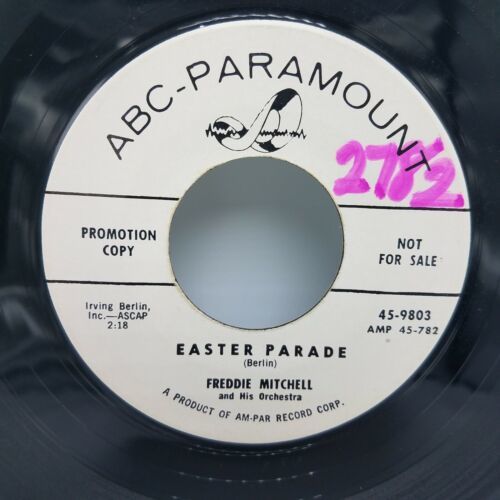 ABC-PARAMOUNT
2782
PROMOTION
COPY
NOT
FOR SALE
Irving Berlin,
Inc.—ASCAP
2:18
45-9803
AMP 45-782
EASTER PARADE
(Berlin)
FREDDIE MITCHELL
and His Orchestra
A PRODUCT OF AM-PAR RECORD CORP.